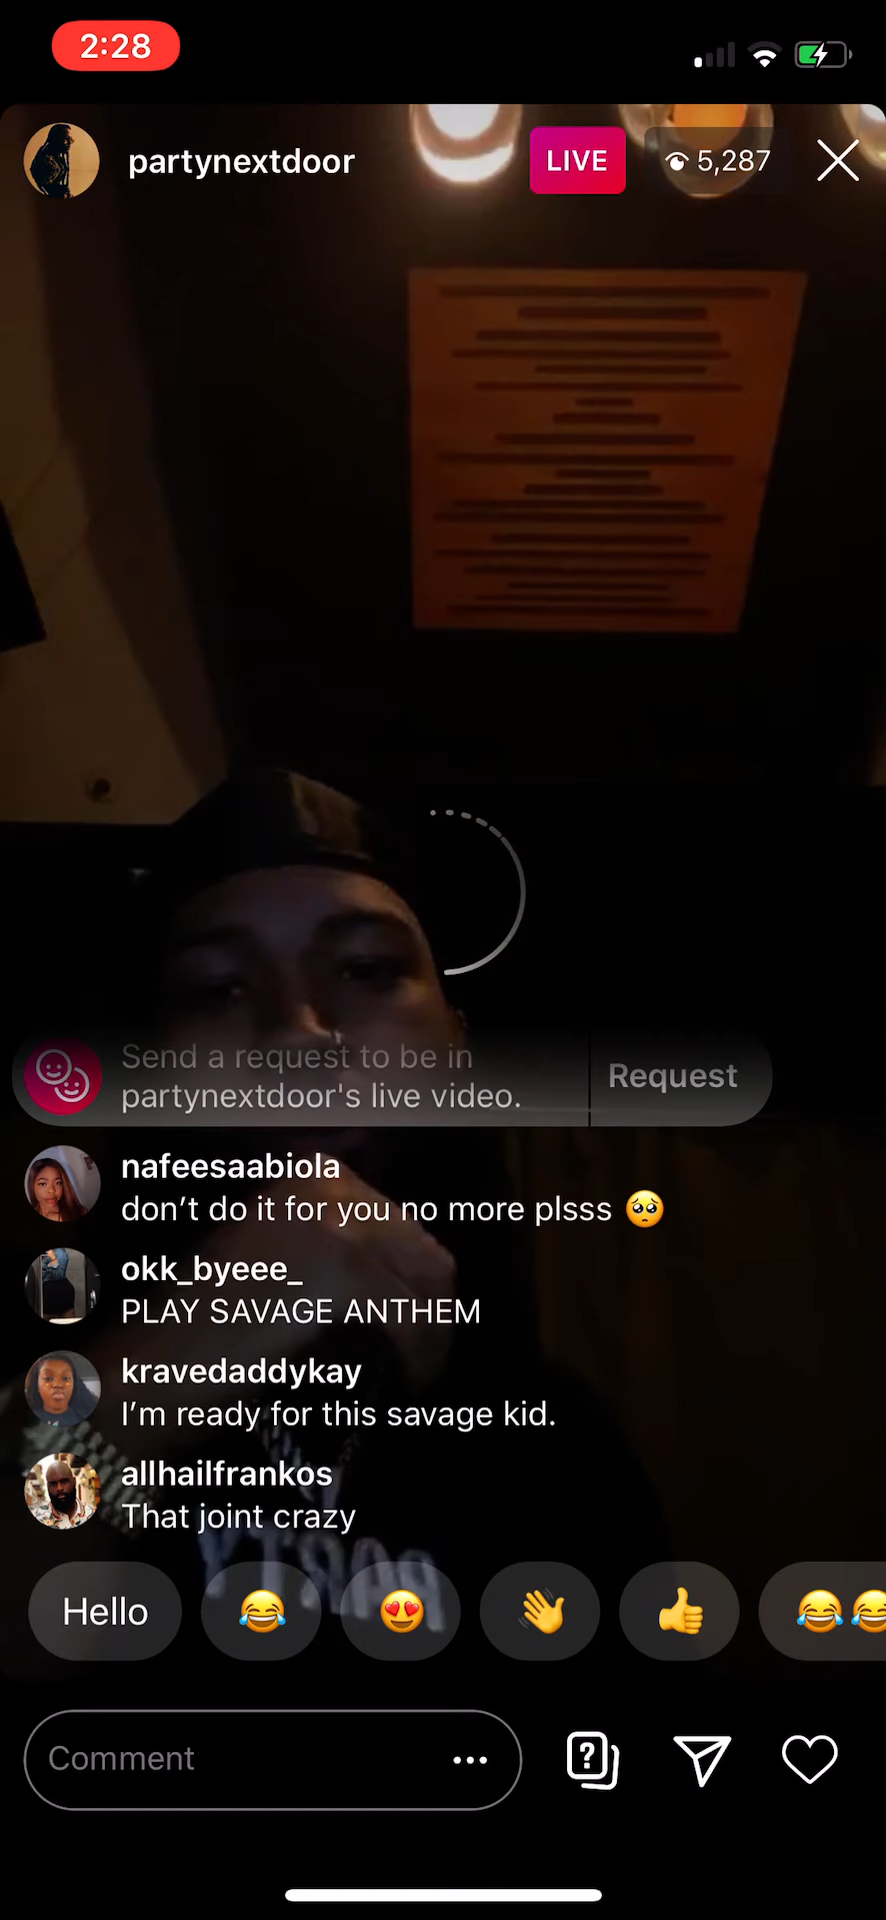 2:28
partynextdoor
LIVE
5,287
Send a request to be in
partynextdoor's live video.
Request
nafeesaabiola
don’t do it for you no more plsss 🥺
okk_byeee_
PLAY SAVAGE ANTHEM
kravedaddykay
I’m ready for this savage kid.
allhailfrankos
That joint crazy
PARTY
Hello
Comment